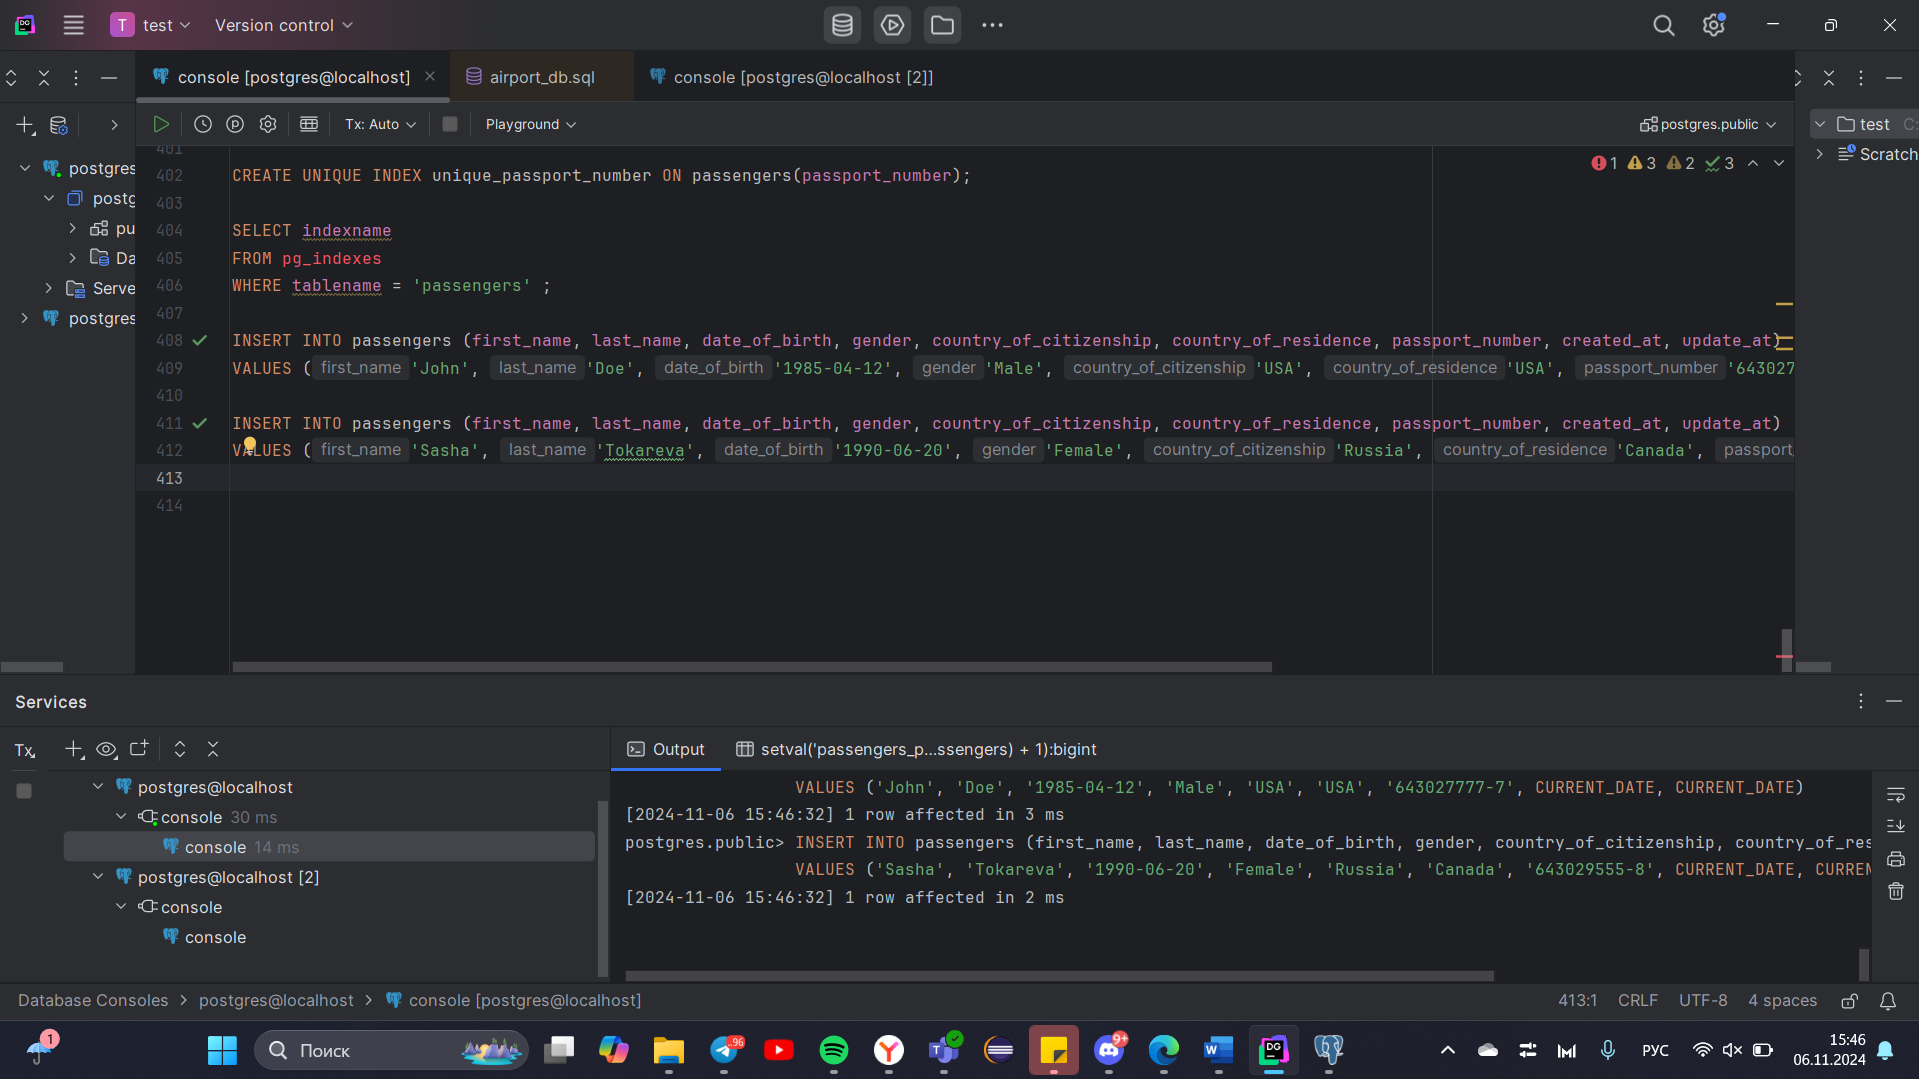 T test Version control
console [postgres@localhost] airport_db.sql console [postgres@localhost [2]]
Tx: Auto Playground postgres.public
1 3 2 3
postgres
postg
pu
Da
Serve
postgres
test C:
Scratch
401
402 CREATE UNIQUE INDEX unique_passport_number ON passengers(passport_number);
403
404 SELECT indexname
405 FROM pg_indexes
406 WHERE tablename = 'passengers' ;
407
408 INSERT INTO passengers (first_name, last_name, date_of_birth, gender, country_of_citizenship, country_of_residence, passport_number, created_at, update_at)
409 VALUES ( first_name 'John', last_name 'Doe', date_of_birth '1985-04-12', gender 'Male', country_of_citizenship 'USA', country_of_residence 'USA', passport_number '643027
410
411 INSERT INTO passengers (first_name, last_name, date_of_birth, gender, country_of_citizenship, country_of_residence, passport_number, created_at, update_at)
412 VALUES ( first_name 'Sasha', last_name 'Tokareva', date_of_birth '1990-06-20', gender 'Female', country_of_citizenship 'Russia', country_of_residence 'Canada', passport_
413
414
Services
Tx
postgres@localhost
console 30 ms
console 14 ms
postgres@localhost [2]
console
console
Output setval('passengers_p...ssengers) + 1):bigint
VALUES ('John', 'Doe', '1985-04-12', 'Male', 'USA', 'USA', '643027777-7', CURRENT_DATE, CURRENT_DATE)
[2024-11-06 15:46:32] 1 row affected in 3 ms
postgres.public> INSERT INTO passengers (first_name, last_name, date_of_birth, gender, country_of_citizenship, country_of_res
VALUES ('Sasha', 'Tokareva', '1990-06-20', 'Female', 'Russia', 'Canada', '643029555-8', CURRENT_DATE, CURREN
[2024-11-06 15:46:32] 1 row affected in 2 ms
Database Consoles > postgres@localhost > console [postgres@localhost]
413:1 CRLF UTF-8 4 spaces
1
Поиск
..96
9+
РУС
15:46
06.11.2024